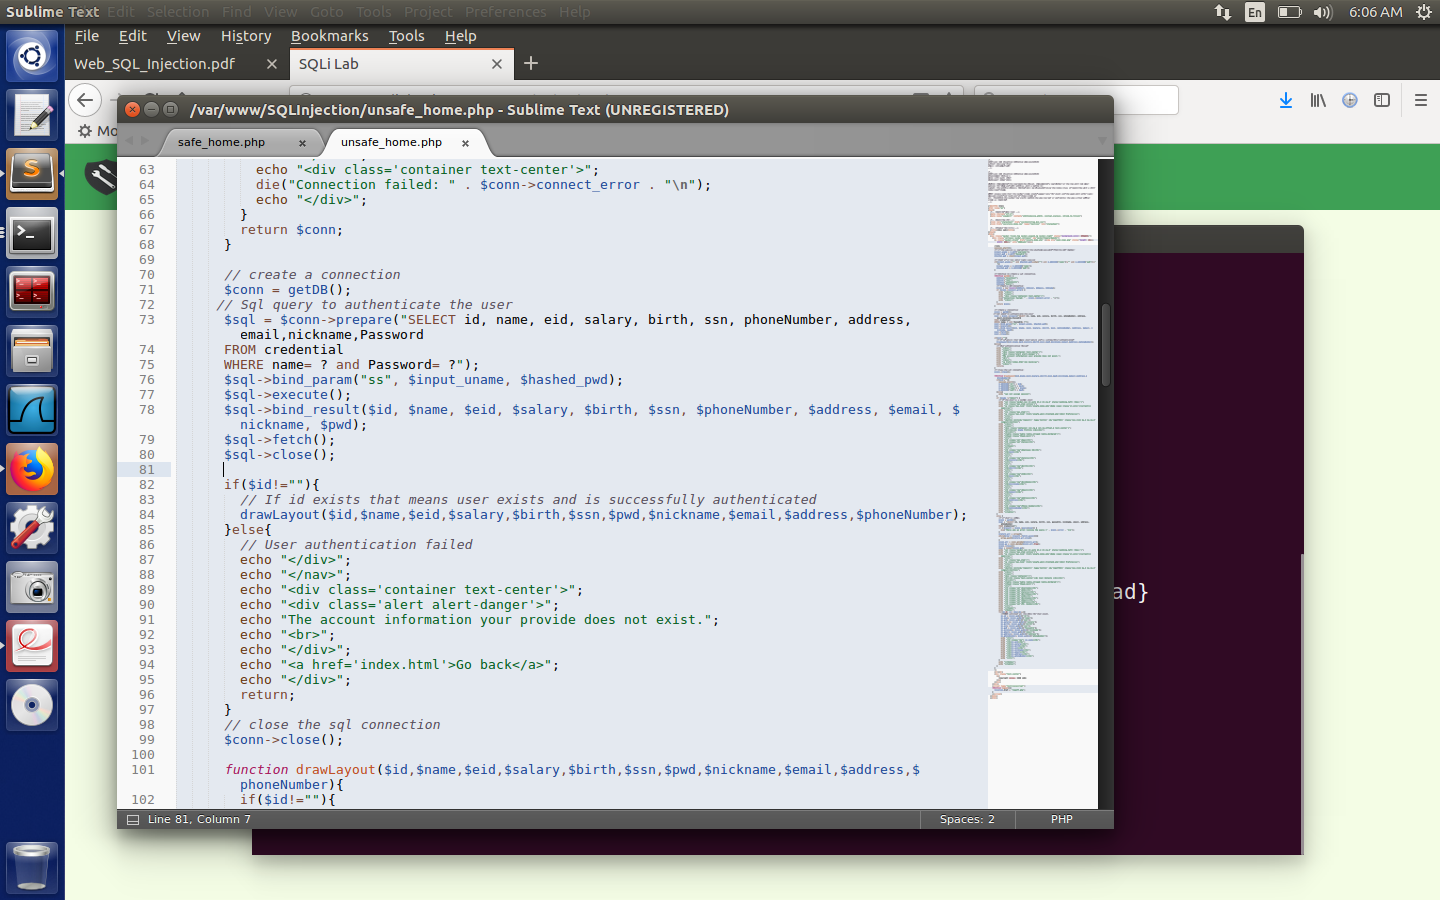 Sublime Text Edit Selection Find View Goto Tools Project Preferences Help
En 6:06 AM
File Edit View History Bookmarks Tools Help
Web_SQL_Injection.pdf
SQLi Lab
Mo
/var/www/SQLInjection/unsafe_home.php - Sublime Text (UNREGISTERED)
safe_home.php
unsafe_home.php
63 echo "<div class='container text-center'>";
64 die("Connection failed: " . $conn->connect_error . "\n");
65 echo "</div>";
66 }
67 return $conn;
68 }
69
70 // create a connection
71 $conn = getDB();
72 // Sql query to authenticate the user
73 $sql = $conn->prepare("SELECT id, name, eid, salary, birth, ssn, phoneNumber, address,
email,nickname,Password
74 FROM credential
75 WHERE name= ? and Password= ?");
76 $sql->bind_param("ss", $input_uname, $hashed_pwd);
77 $sql->execute();
78 $sql->bind_result($id, $name, $eid, $salary, $birth, $ssn, $phoneNumber, $address, $email, $
nickname, $pwd);
79 $sql->fetch();
80 $sql->close();
81
82 if($id!=""){
83 // If id exists that means user exists and is successfully authenticated
84 drawLayout($id,$name,$eid,$salary,$birth,$ssn,$pwd,$nickname,$email,$address,$phoneNumber);
85 }else{
86 // User authentication failed
87 echo "</div>";
88 echo "</nav>";
89 echo "<div class='container text-center'>";
90 echo "<div class='alert alert-danger'>";
91 echo "The account information your provide does not exist.";
92 echo "<br>";
93 echo "</div>";
94 echo "<a href='index.html'>Go back</a>";
95 echo "</div>";
96 return;
97 }
98 // close the sql connection
99 $conn->close();
100
101 function drawLayout($id,$name,$eid,$salary,$birth,$ssn,$pwd,$nickname,$email,$address,$
phoneNumber){
102 if($id!=""){
ad}
Line 81, Column 7
Spaces: 2
PHP